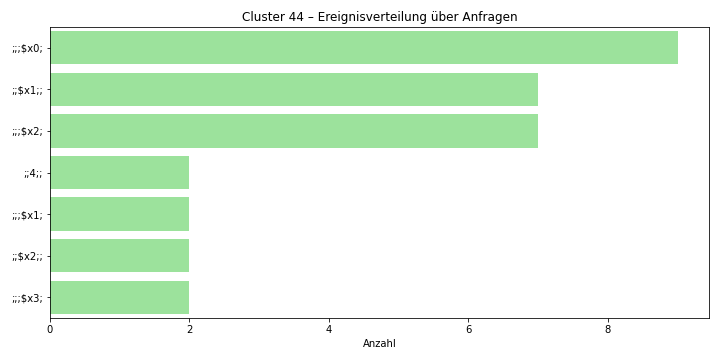 Cluster 44 – Ereignisverteilung über Anfragen
;;;$x0;
;;$x1;;
;;;$x2;
;;4;;
;;;$x1;
;;$x2;;
;;;$x3;
0 2 4 6 8
Anzahl